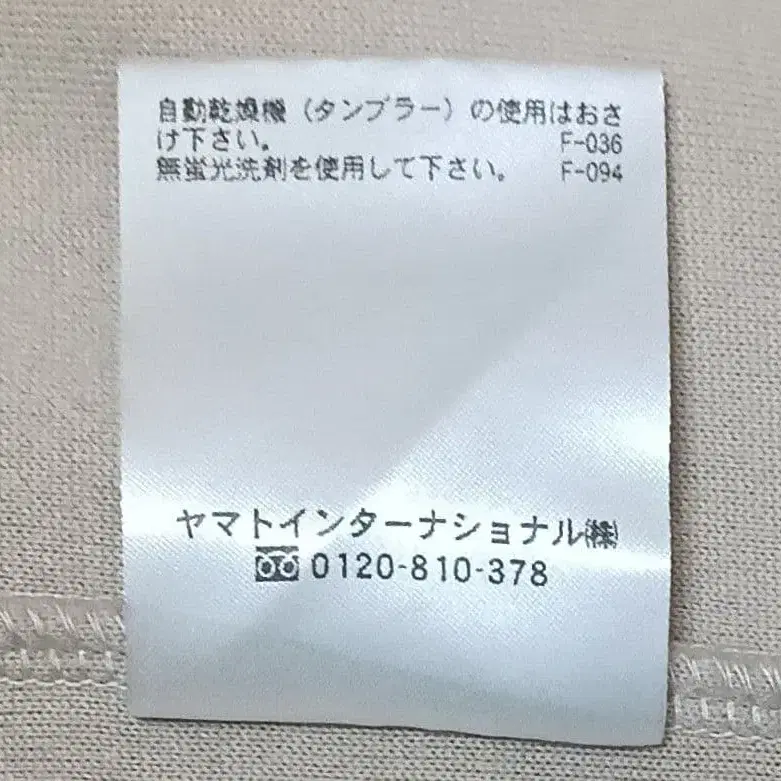 自動乾燥機（タンブラー）の使用はおさ
け下さい。 F-036
無蛍光洗剤を使用して下さい。 F-094
ヤマトインターナショナル㈱
0120-810-378